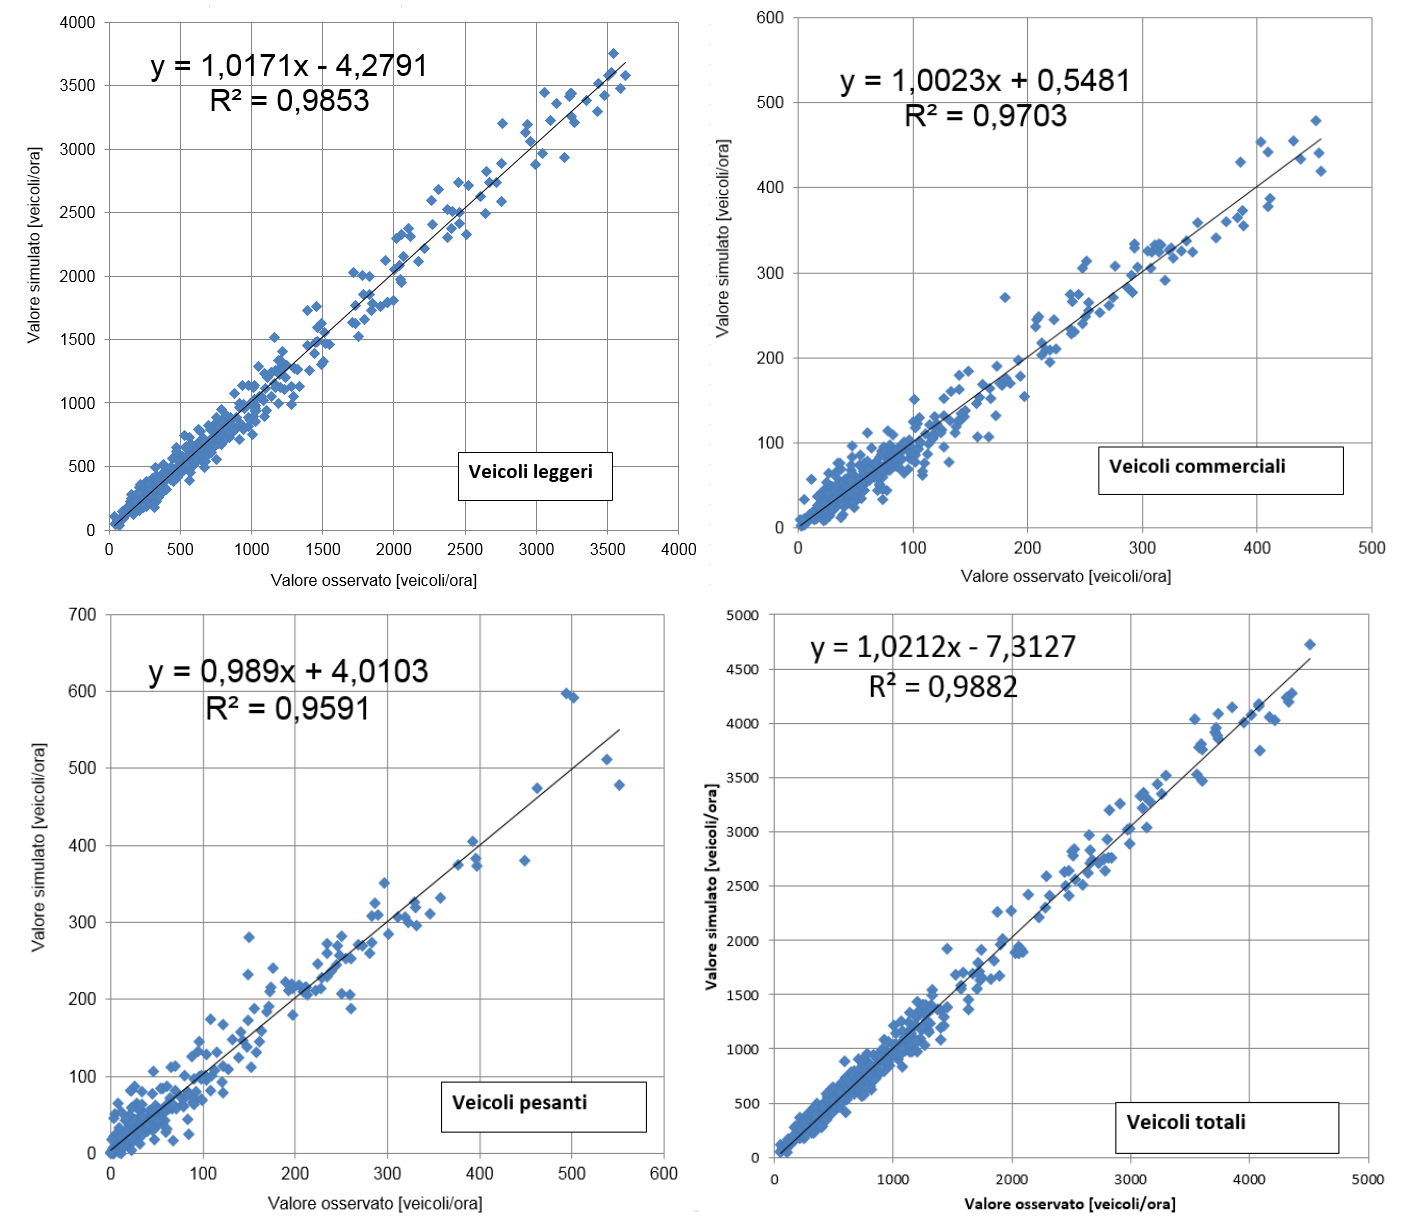 4000
3500
3000
2500
2000
1500
1000
500
0
0 500 1000 1500 2000 2500 3000 3500 4000
Valore simulato [veicoli/ora]
Valore osservato [veicoli/ora]
y = 1,0171x - 4,2791
R² = 0,9853
Veicoli leggeri
600
500
400
300
200
100
0
0 100 200 300 400 500
Valore simulato [veicoli/ora]
Valore osservato [veicoli/ora]
y = 1,0023x + 0,5481
R² = 0,9703
Veicoli commerciali
700
600
500
400
300
200
100
0
0 100 200 300 400 500 600
Valore simulato [veicoli/ora]
Valore osservato [veicoli/ora]
y = 0,989x + 4,0103
R² = 0,9591
Veicoli pesanti
5000
4500
4000
3500
3000
2500
2000
1500
1000
500
0
0 1000 2000 3000 4000 5000
Valore simulato [veicoli/ora]
Valore osservato [veicoli/ora]
y = 1,0212x - 7,3127
R² = 0,9882
Veicoli totali